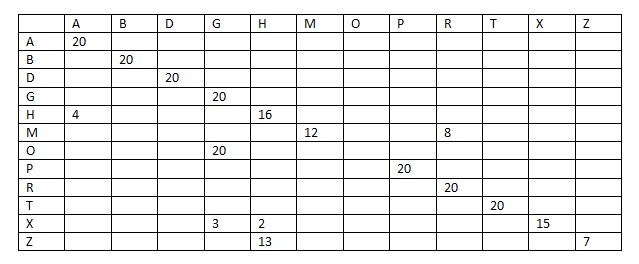 A B D G H M O P R T X Z
A 20
B 20
D 20
G 20
H 4 16
M 12 8
O 20
P 20
R 20
T 20
X 3 2 15
Z 13 7